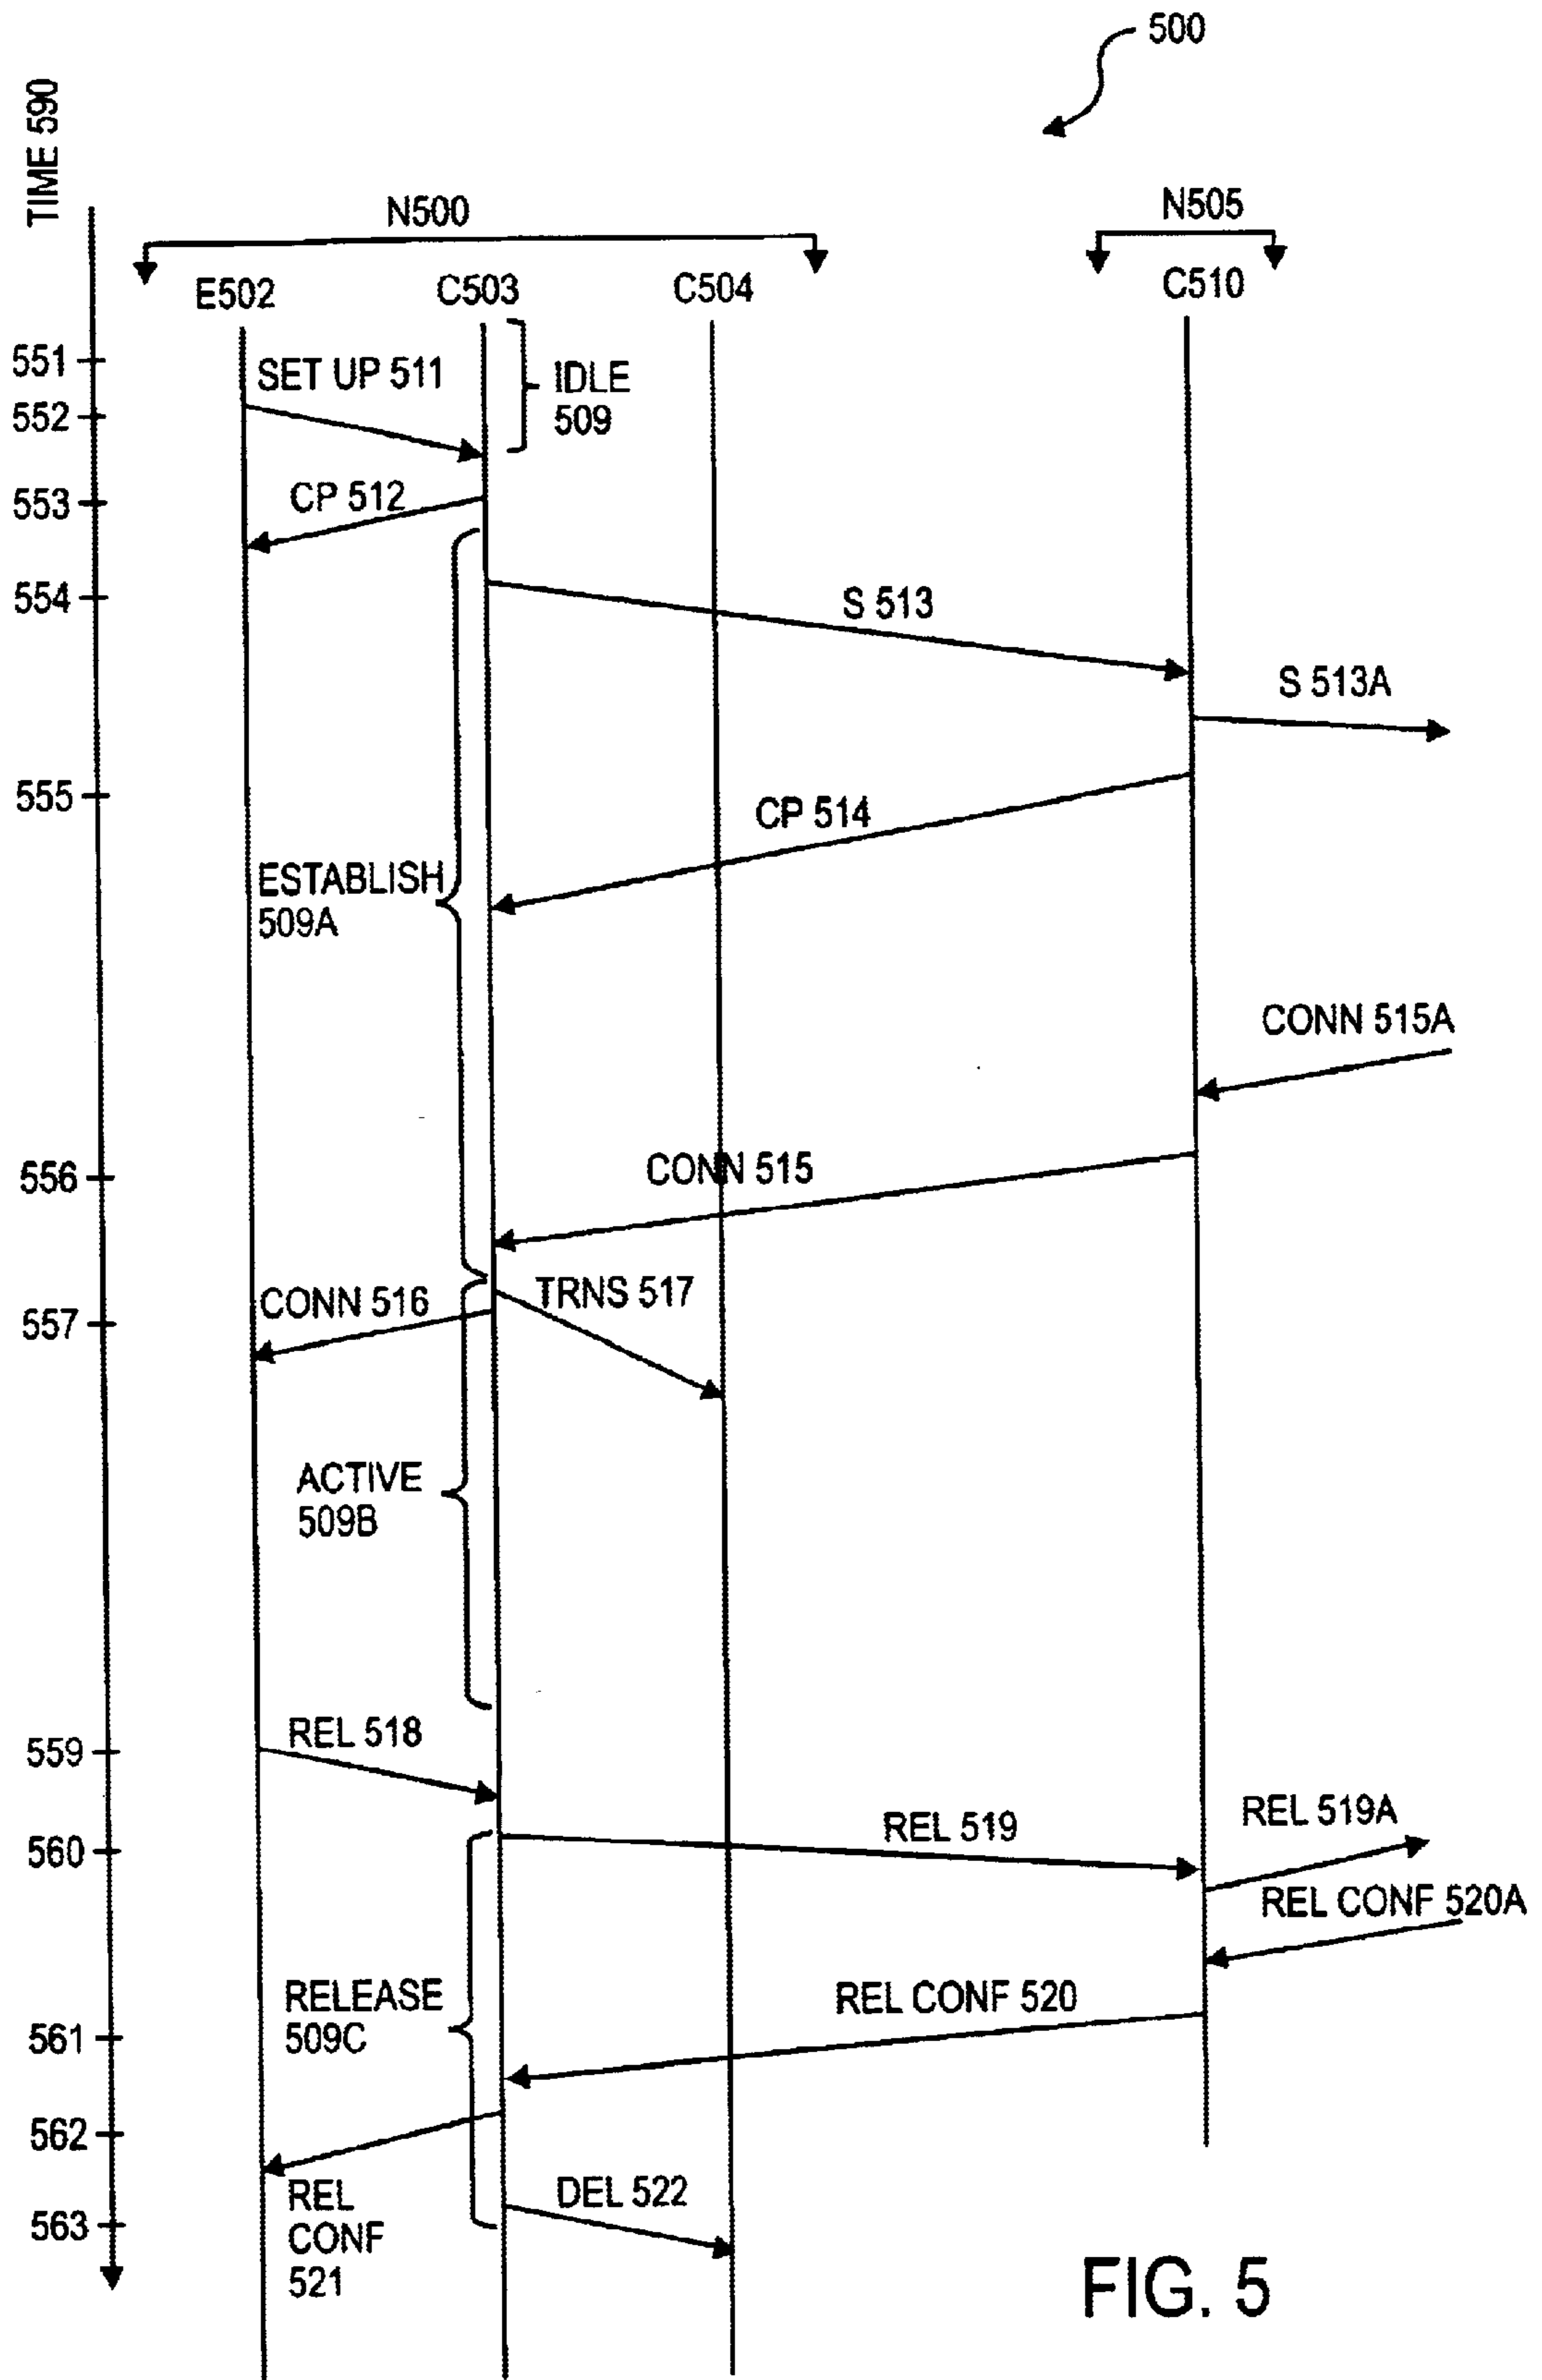 500
TIME 590
N500
N505
E502
C503
C504
C510
551
SET UP 511
IDLE
509
552
CP 512
553
554
S 513
S 513A
555
CP 514
ESTABLISH
509A
CONN 515A
CONN 515
556
CONN 516
TRNS 517
557
ACTIVE
509B
REL 518
559
REL 519
REL 519A
560
REL CONF 520A
RELEASE
509C
REL CONF 520
561
562
REL
CONF
521
DEL 522
563
FIG. 5